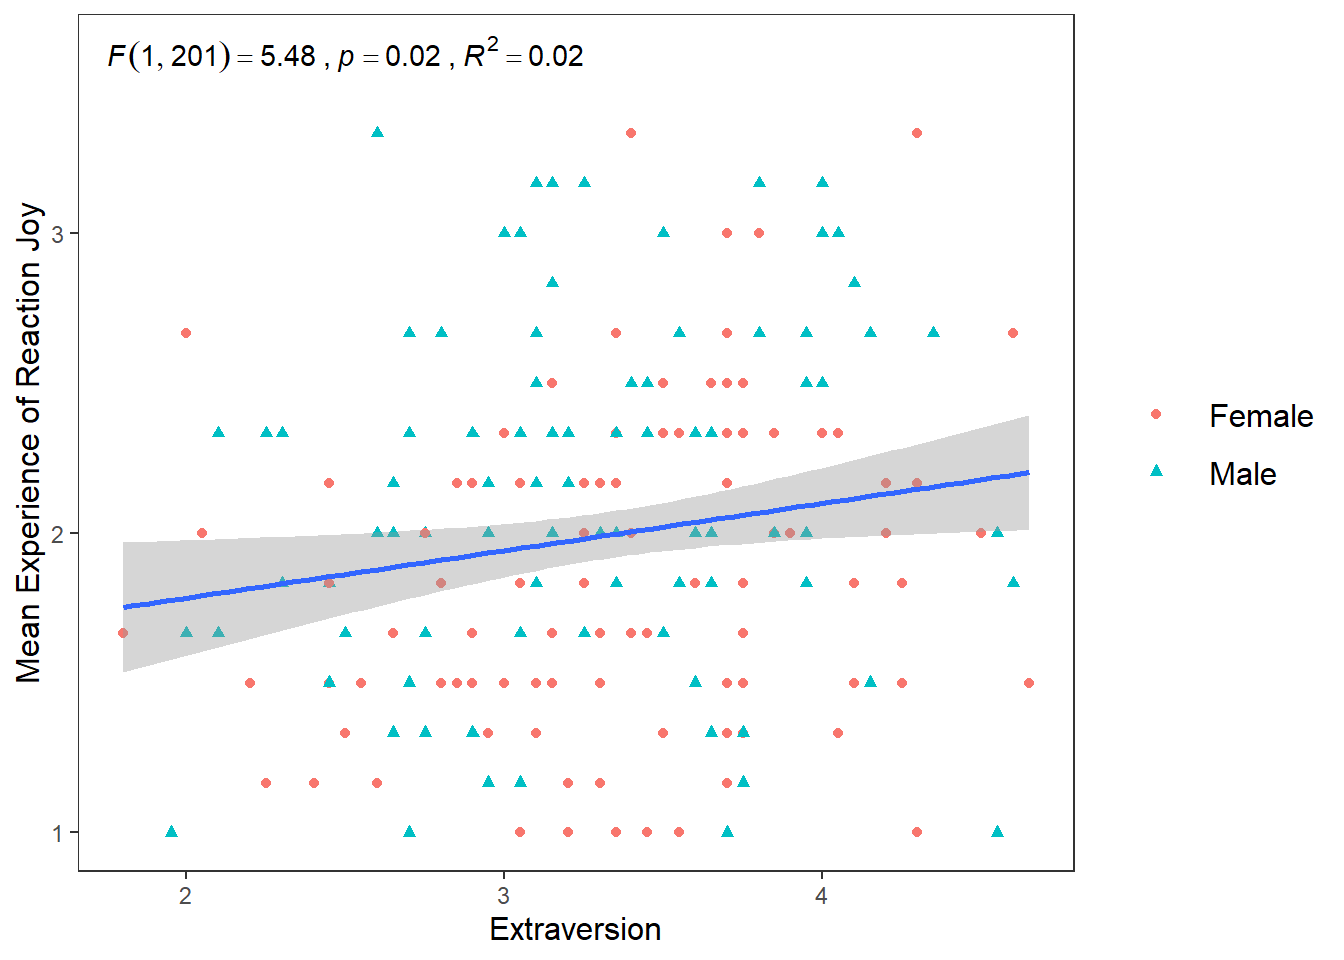 F(1, 201) = 5.48 , p = 0.02 , R² = 0.02
Mean Experience of Reaction Joy
3
2
1
2 3 4
Extraversion
Female
Male